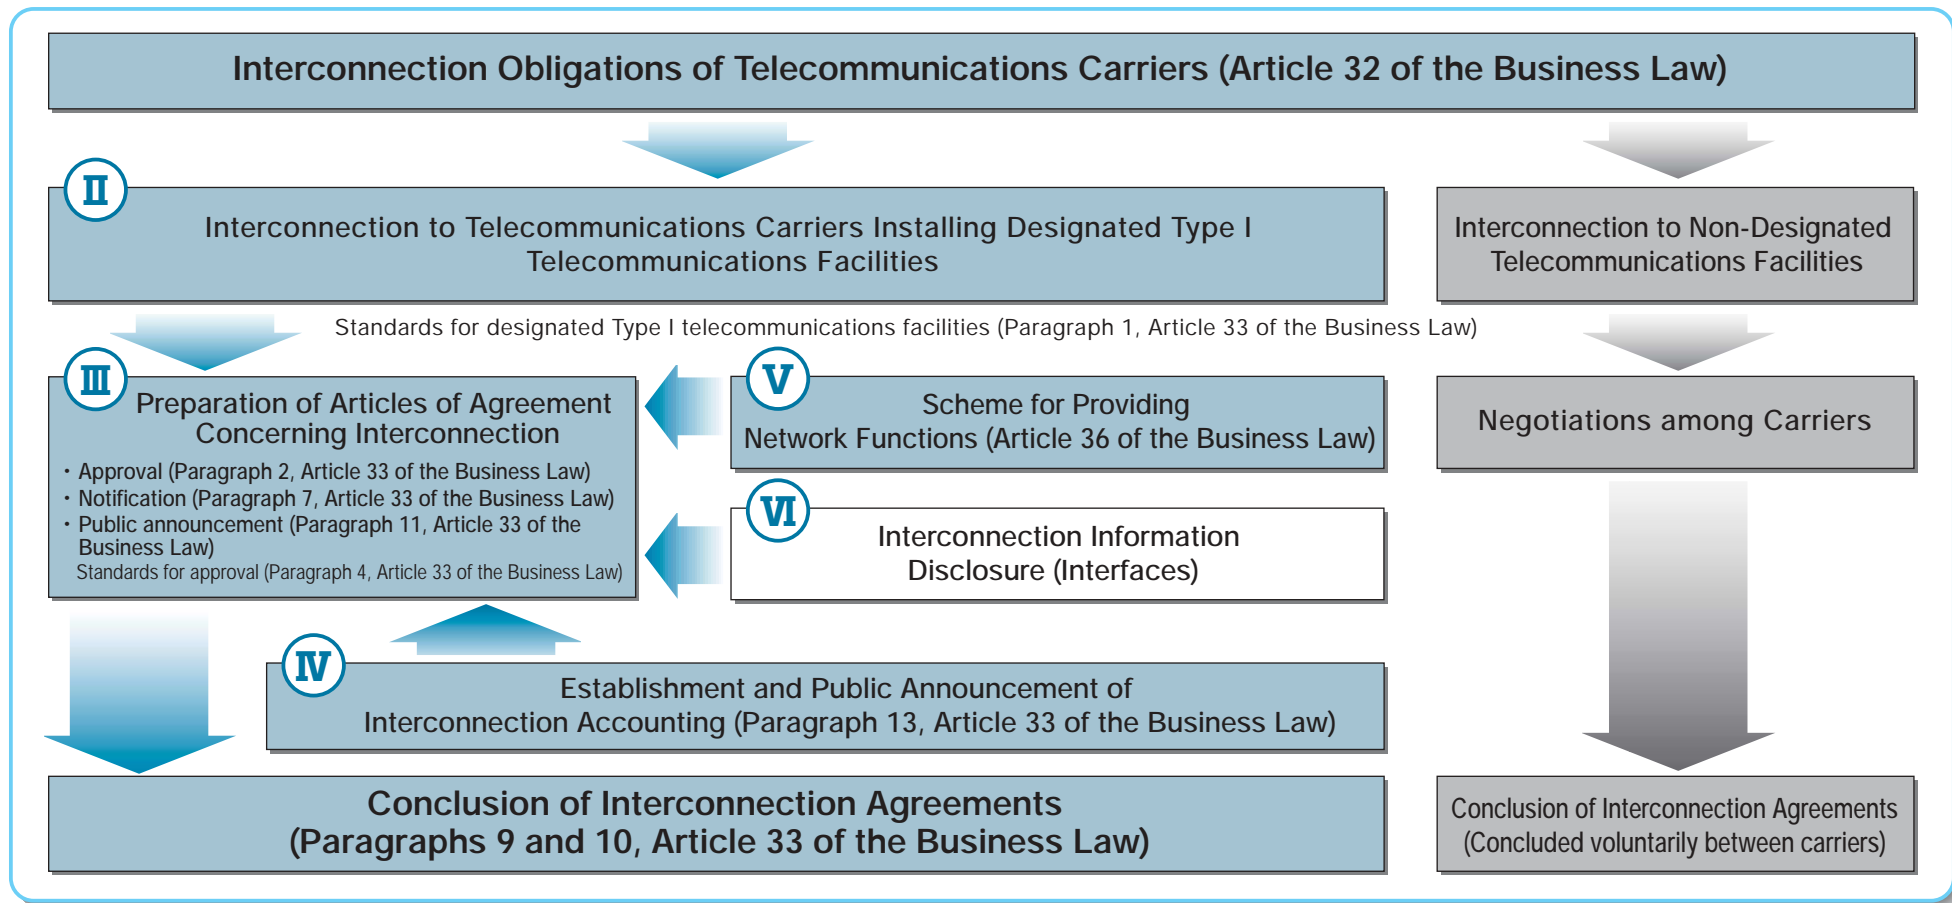 Interconnection Obligations of Telecommunications Carriers (Article 32 of the Business Law)
II
Interconnection to Telecommunications Carriers Installing Designated Type I
Telecommunications Facilities
Interconnection to Non-Designated
Telecommunications Facilities
Standards for designated Type I telecommunications facilities (Paragraph 1, Article 33 of the Business Law)
III
Preparation of Articles of Agreement
Concerning Interconnection
・Approval (Paragraph 2, Article 33 of the Business Law)
・Notification (Paragraph 7, Article 33 of the Business Law)
・Public announcement (Paragraph 11, Article 33 of the
Business Law)
Standards for approval (Paragraph 4, Article 33 of the Business Law)
V
Scheme for Providing
Network Functions (Article 36 of the Business Law)
Negotiations among Carriers
VI
Interconnection Information
Disclosure (Interfaces)
IV
Establishment and Public Announcement of
Interconnection Accounting (Paragraph 13, Article 33 of the Business Law)
Conclusion of Interconnection Agreements
(Paragraphs 9 and 10, Article 33 of the Business Law)
Conclusion of Interconnection Agreements
(Concluded voluntarily between carriers)